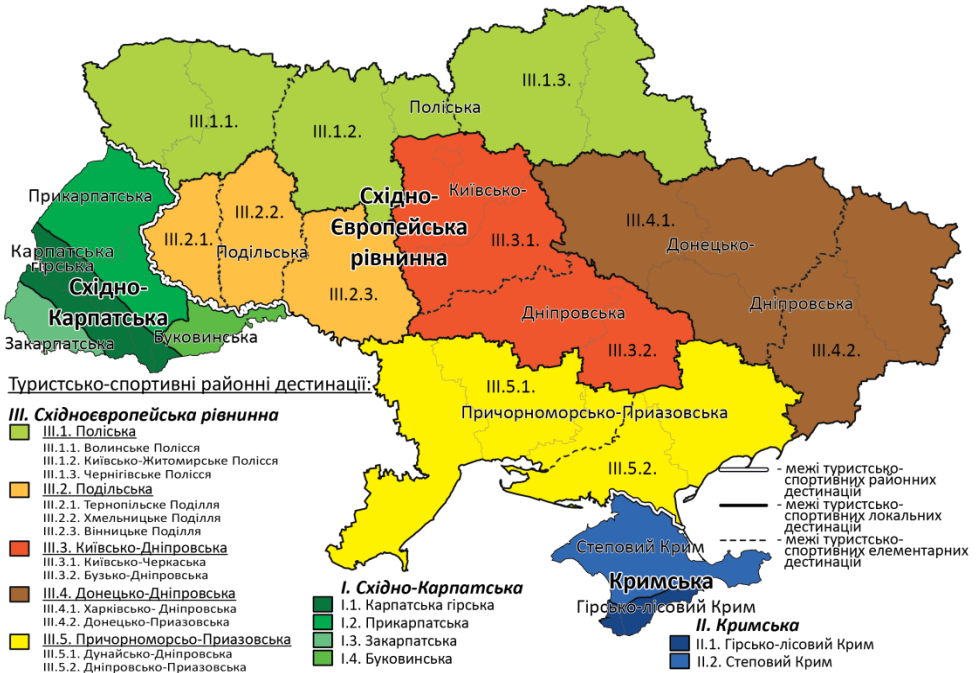 III.1.3.
Поліська
III.1.1.
III.1.2.
Прикарпатська
Київсько-
Східно-
Європейська
рівнинна
III.2.2.
III.4.1.
III.2.1.
Подільська
III.3.1.
Донецько-
Карпатська
гірська
Східно-
Карпатська
III.2.3.
Дніпровська
Дніпровська
Закарпатська
Буковинська
III.3.2.
III.4.2.
III.5.1.
Причорноморсько-Приазовська
III.5.2.
Степовий Крим
Кримська
Гірсько-лісовий Крим
Туристсько-спортивні районні дестинації:
III. Східноєвропейська рівнинна
III.1. Поліська
III.1.1. Волинське Полісся
III.1.2. Київсько-Житомирське Полісся
III.1.3. Чернігівське Полісся
III.2. Подільська
III.2.1. Тернопільске Поділля
III.2.2. Хмельницьке Поділля
III.2.3. Вінницьке Поділля
III.3. Київсько-Дніпровська
III.3.1. Київсько-Черкаська
III.3.2. Бузько-Дніпровська
III.4. Донецько-Дніпровська
III.4.1. Харківсько- Дніпровська
III.4.2. Донецько-Приазовська
III.5. Причорноморсьо-Приазовська
III.5.1. Дунайсько-Дніпровська
III.5.2. Дніпровсько-Приазовська
I. Східно-Карпатська
I.1. Карпатська гірська
I.2. Прикарпатська
I.3. Закарпатська
I.4. Буковинська
II. Кримська
II.1. Гірсько-лісовий Крим
II.2. Степовий Крим
- межі туристсько-
спортивних районних
дестинацій
- межі туристсько-
спортивних локальних
дестинацій
- межі туристсько-
спортивних елементарних
дестинацій